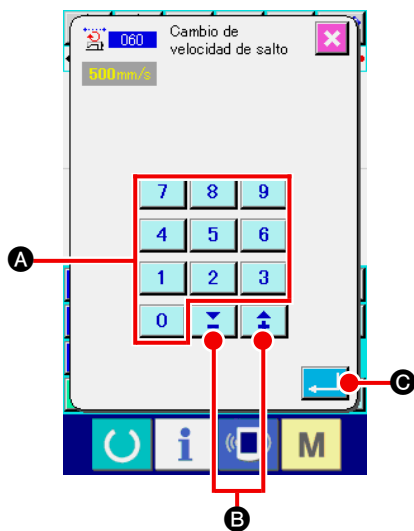 060
Cambio de
velocidad de salto
500mm/s
7 8 9
4 5 6
A
1 2 3
0
C
M
B